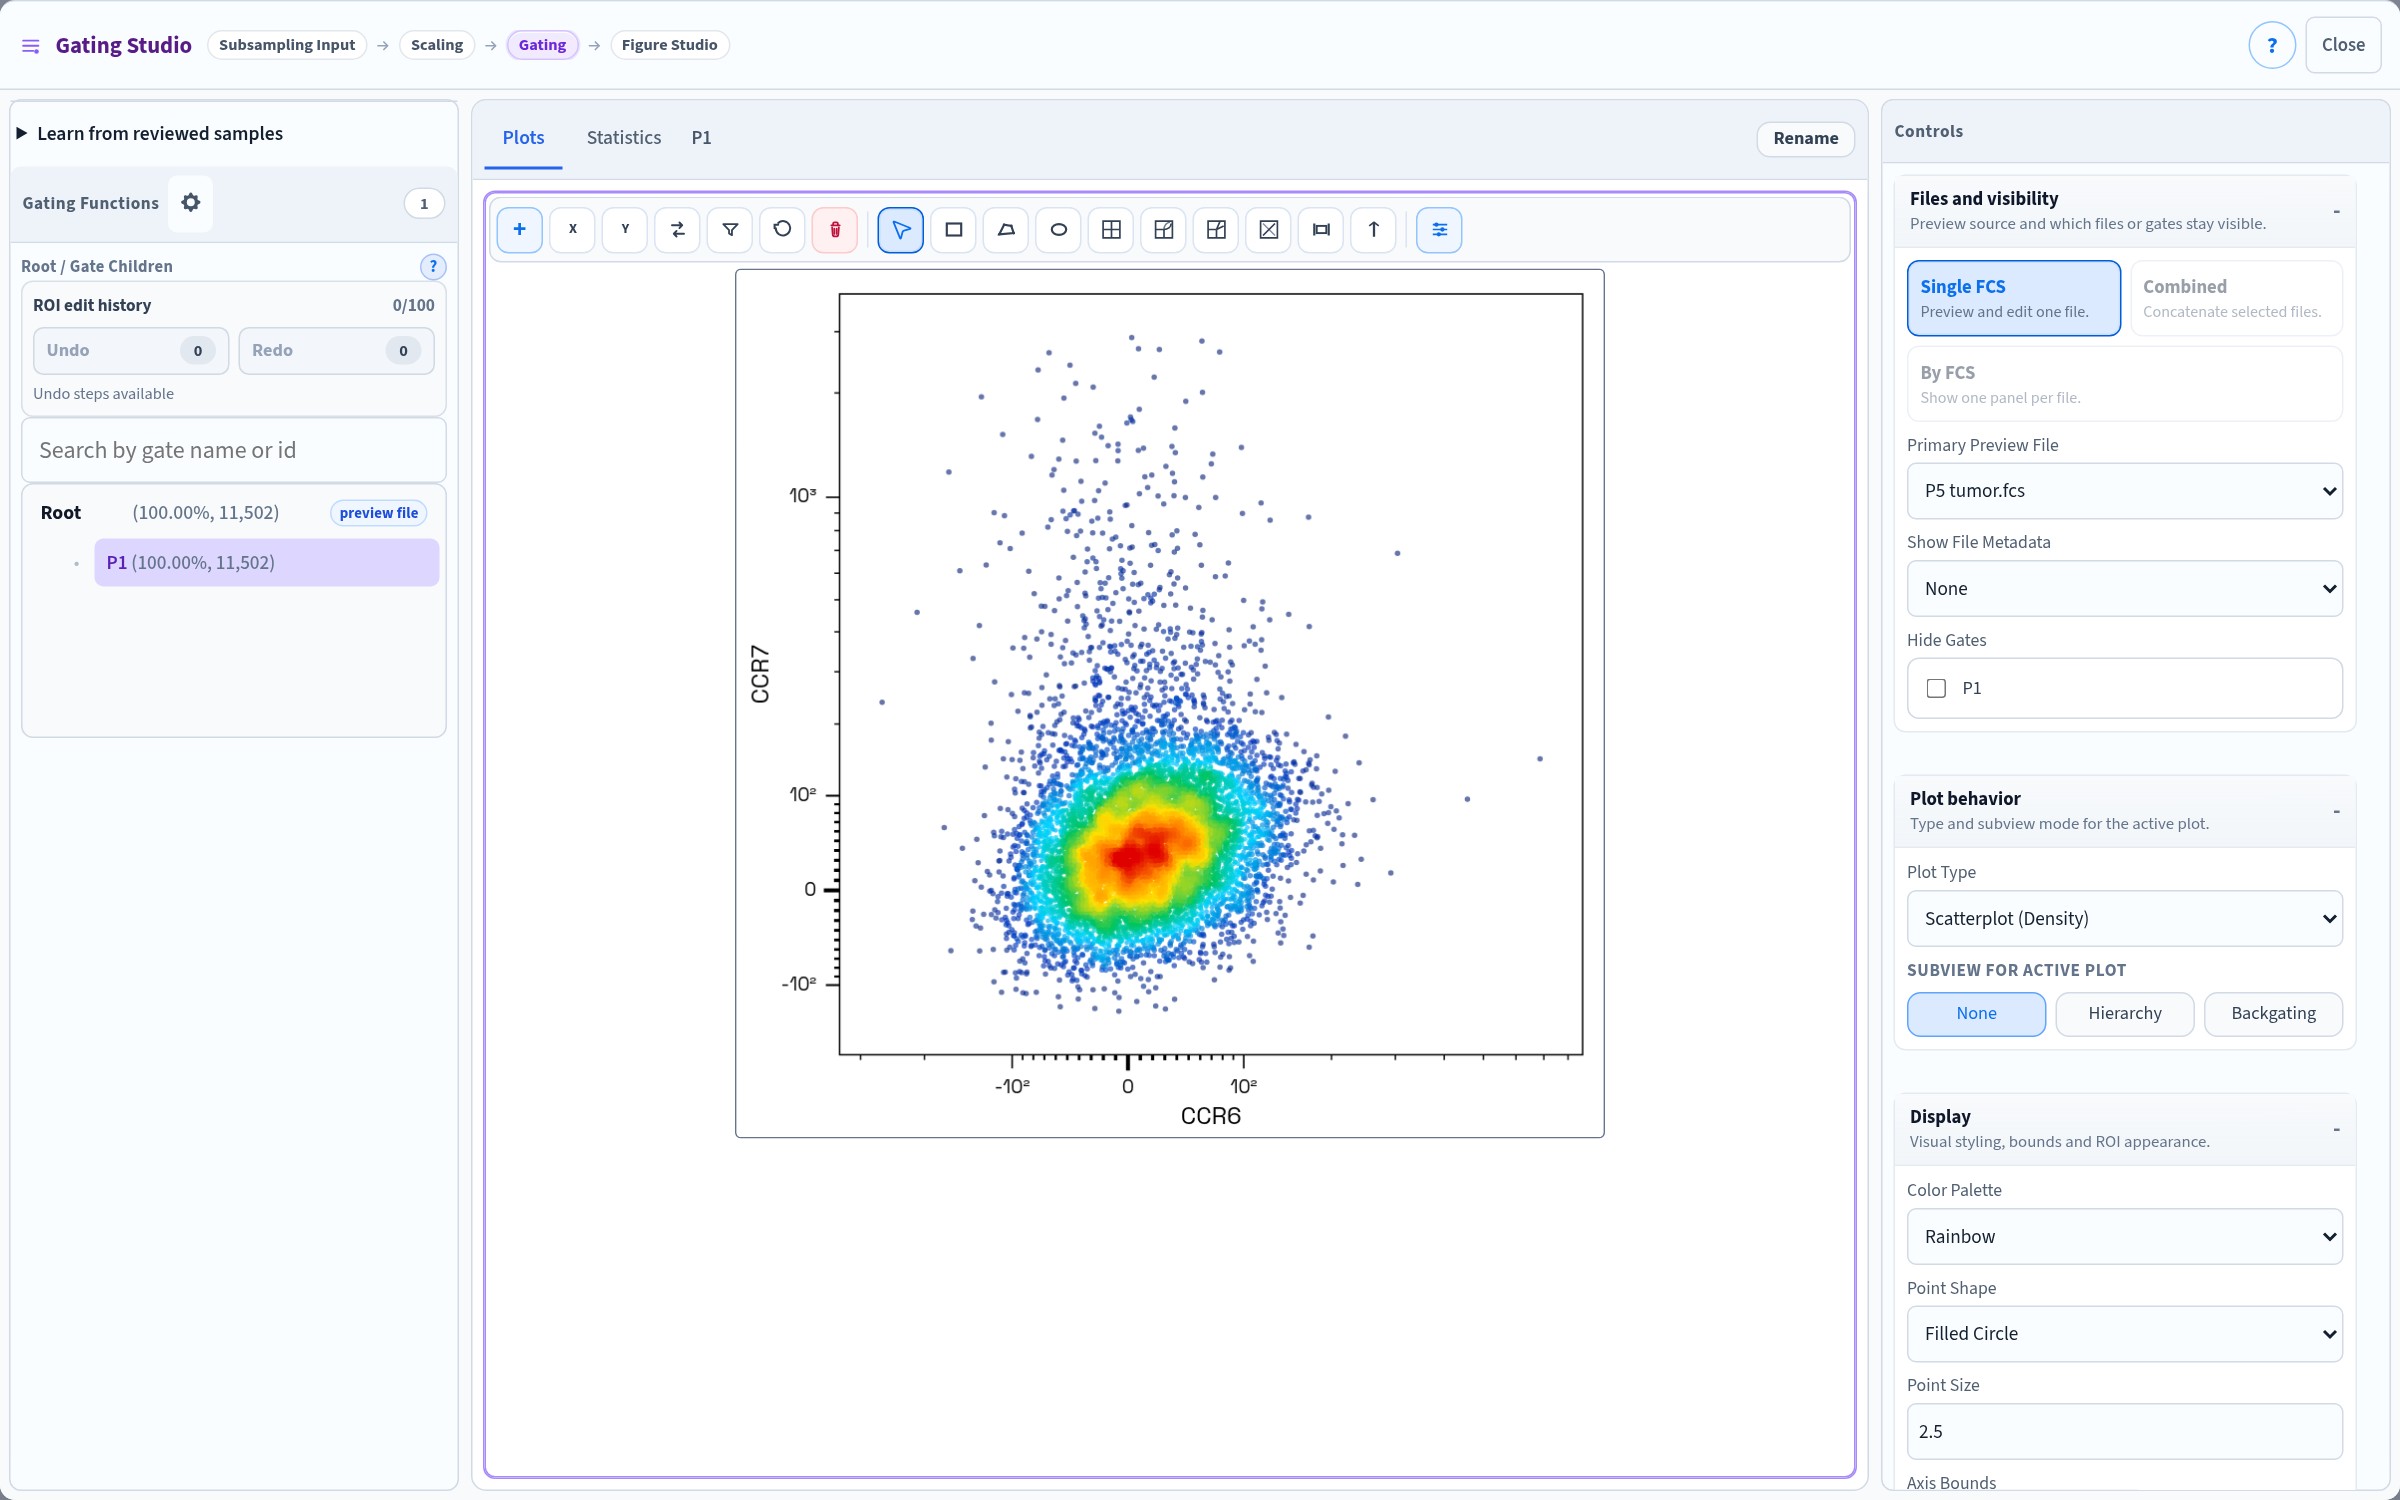 Gating Studio
Subsampling Input → Scaling → Gating → Figure Studio
?
Close
Learn from reviewed samples
Gating Functions
1
Root / Gate Children
?
ROI edit history
0/100
Undo 0
Redo 0
Undo steps available
Search by gate name or id
Root (100.00%, 11,502) preview file
P1 (100.00%, 11,502)
Plots
Statistics
P1
Rename
+
X
Y
10³
10²
0
-10²
CCR7
-10²
0
10²
CCR6
Controls
Files and visibility
Preview source and which files or gates stay visible.
-
Single FCS
Preview and edit one file.
Combined
Concatenate selected files.
By FCS
Show one panel per file.
Primary Preview File
P5 tumor.fcs
Show File Metadata
None
Hide Gates
P1
Plot behavior
Type and subview mode for the active plot.
-
Plot Type
Scatterplot (Density)
SUBVIEW FOR ACTIVE PLOT
None
Hierarchy
Backgating
Display
Visual styling, bounds and ROI appearance.
-
Color Palette
Rainbow
Point Shape
Filled Circle
Point Size
2.5
Axis Bounds